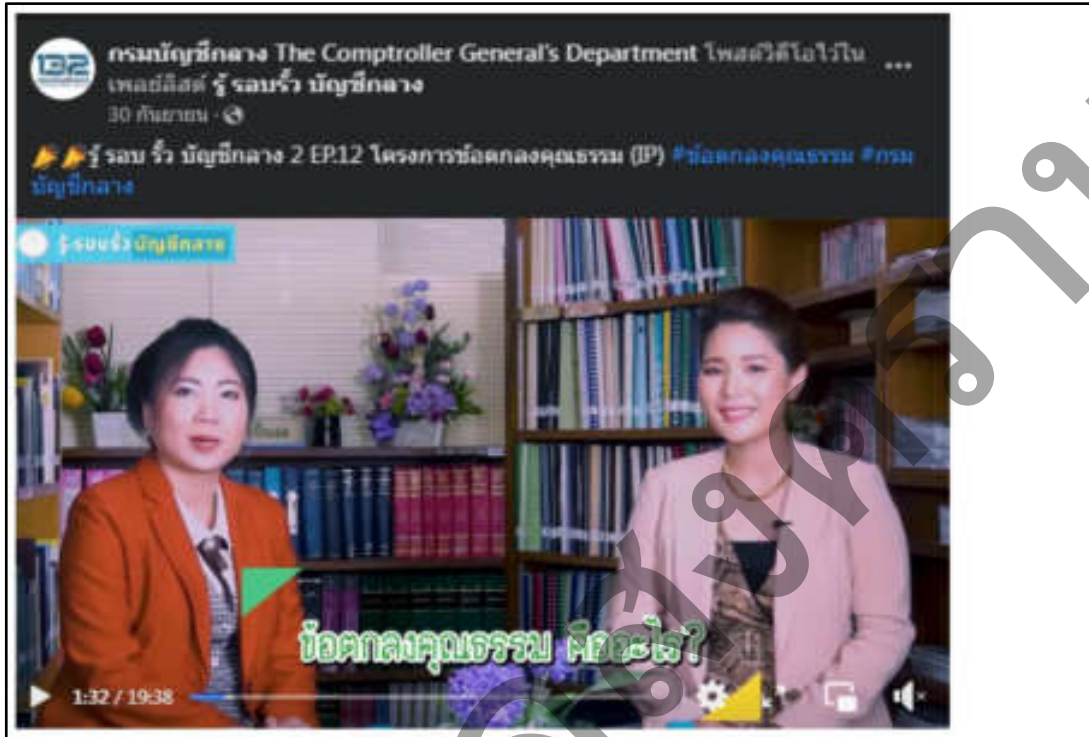 132
กรมบัญชีกลาง The Comptroller General's Department โพสต์วิดีโอไว้ใน
เพลย์ลิสต์ รู้ รอบรั้ว บัญชีกลาง
30 กันยายน
รู้ รอบ รั้ว บัญชีกลาง 2 EP.12 โครงการข้อตกลงคุณธรรม (IP) #ข้อตกลงคุณธรรม #กรม
บัญชีกลาง
รู้ รอบรั้ว บัญชีกลาง
ข้อตกลงคุณธรรม คืออะไร?
1:32 / 19:38